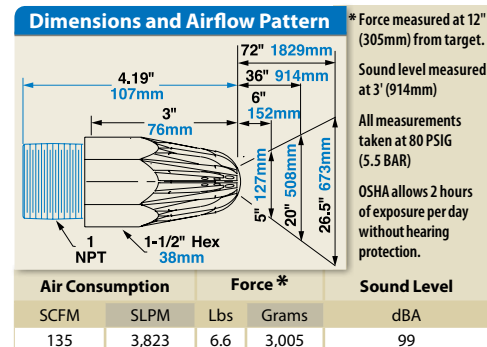 Dimensions and Airflow Pattern
72" 1829mm
4.19"
107mm
36" 914mm
3"
76mm
6"
152mm
5" 127mm
20" 508mm
26.5" 673mm
1
NPT
1-1/2" Hex
38mm
* Force measured at 12"
(305mm) from target.
Sound level measured
at 3' (914mm)
All measurements
taken at 80 PSIG
(5.5 BAR)
OSHA allows 2 hours
of exposure per day
without hearing
protection.
Air Consumption Force * Sound Level
SCFM SLPM Lbs Grams dBA
135 3,823 6.6 3,005 99